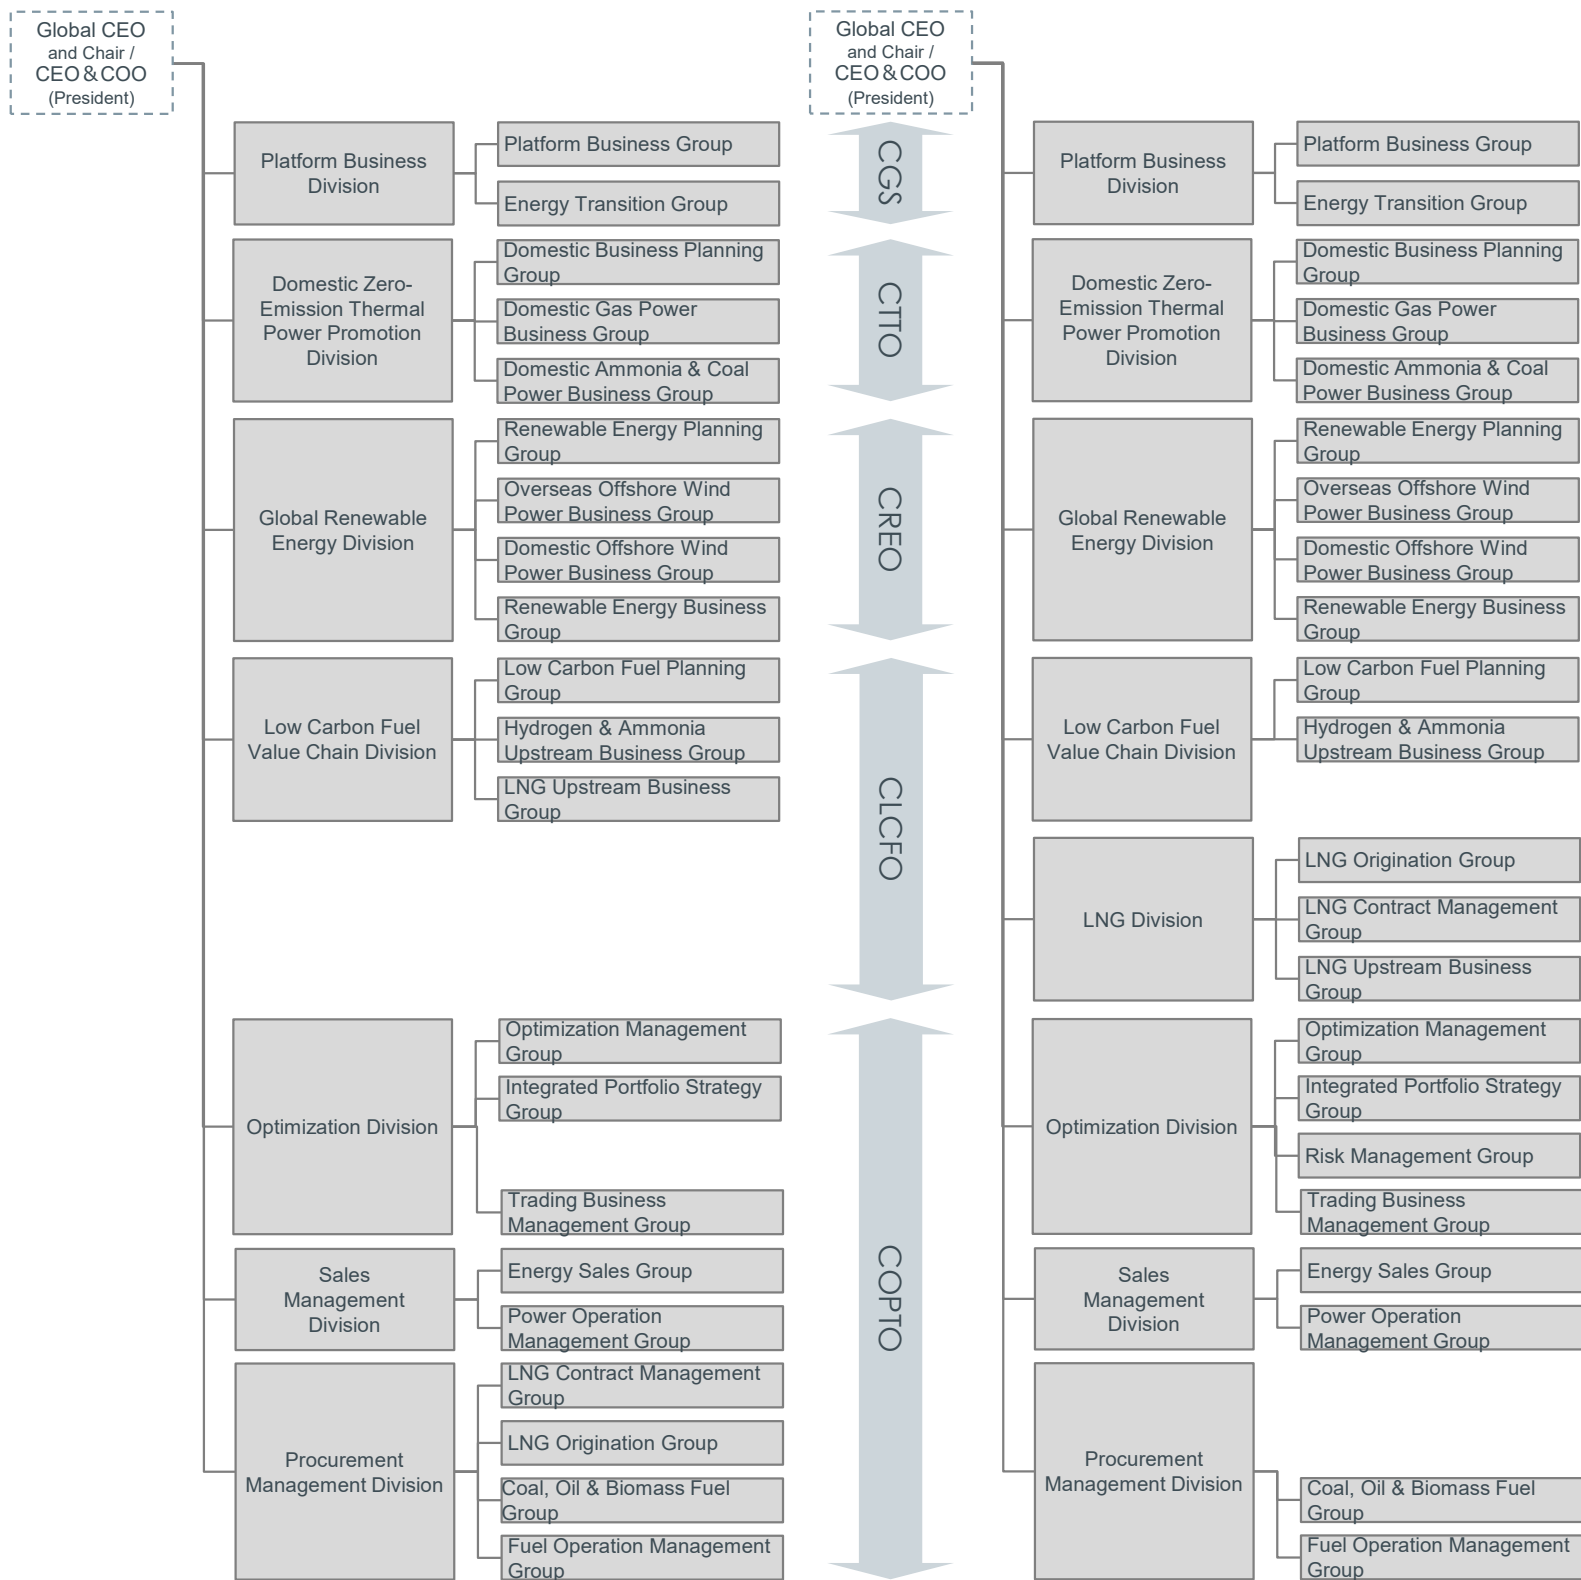 Global CEO
and Chair /
CEO & COO
(President)
Platform Business
Division
Platform Business Group
Energy Transition Group
Domestic Zero-
Emission Thermal
Power Promotion
Division
Domestic Business Planning
Group
Domestic Gas Power
Business Group
Domestic Ammonia & Coal
Power Business Group
Global Renewable
Energy Division
Renewable Energy Planning
Group
Overseas Offshore Wind
Power Business Group
Domestic Offshore Wind
Power Business Group
Renewable Energy Business
Group
Low Carbon Fuel
Value Chain Division
Low Carbon Fuel Planning
Group
Hydrogen & Ammonia
Upstream Business Group
LNG Upstream Business
Group
Optimization Division
Optimization Management
Group
Integrated Portfolio Strategy
Group
Trading Business
Management Group
Sales
Management
Division
Energy Sales Group
Power Operation
Management Group
Procurement
Management Division
LNG Contract Management
Group
LNG Origination Group
Coal, Oil & Biomass Fuel
Group
Fuel Operation Management
Group
CGS
CTTO
CREO
CLCFO
COPTO
Global CEO
and Chair /
CEO & COO
(President)
Platform Business
Division
Platform Business Group
Energy Transition Group
Domestic Zero-
Emission Thermal
Power Promotion
Division
Domestic Business Planning
Group
Domestic Gas Power
Business Group
Domestic Ammonia & Coal
Power Business Group
Global Renewable
Energy Division
Renewable Energy Planning
Group
Overseas Offshore Wind
Power Business Group
Domestic Offshore Wind
Power Business Group
Renewable Energy Business
Group
Low Carbon Fuel
Value Chain Division
Low Carbon Fuel Planning
Group
Hydrogen & Ammonia
Upstream Business Group
LNG Division
LNG Origination Group
LNG Contract Management
Group
LNG Upstream Business
Group
Optimization Division
Optimization Management
Group
Integrated Portfolio Strategy
Group
Risk Management Group
Trading Business
Management Group
Sales
Management
Division
Energy Sales Group
Power Operation
Management Group
Procurement
Management Division
Coal, Oil & Biomass Fuel
Group
Fuel Operation Management
Group